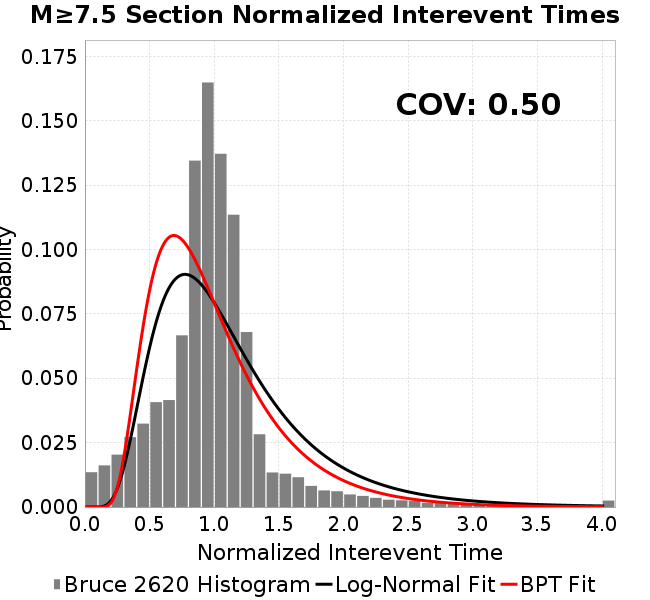 M≥7.5 Section Normalized Interevent Times
COV: 0.50
Probability
0.175
0.150
0.125
0.100
0.075
0.050
0.025
0.000
0.0 0.5 1.0 1.5 2.0 2.5 3.0 3.5 4.0
Normalized Interevent Time
Bruce 2620 Histogram Log-Normal Fit BPT Fit